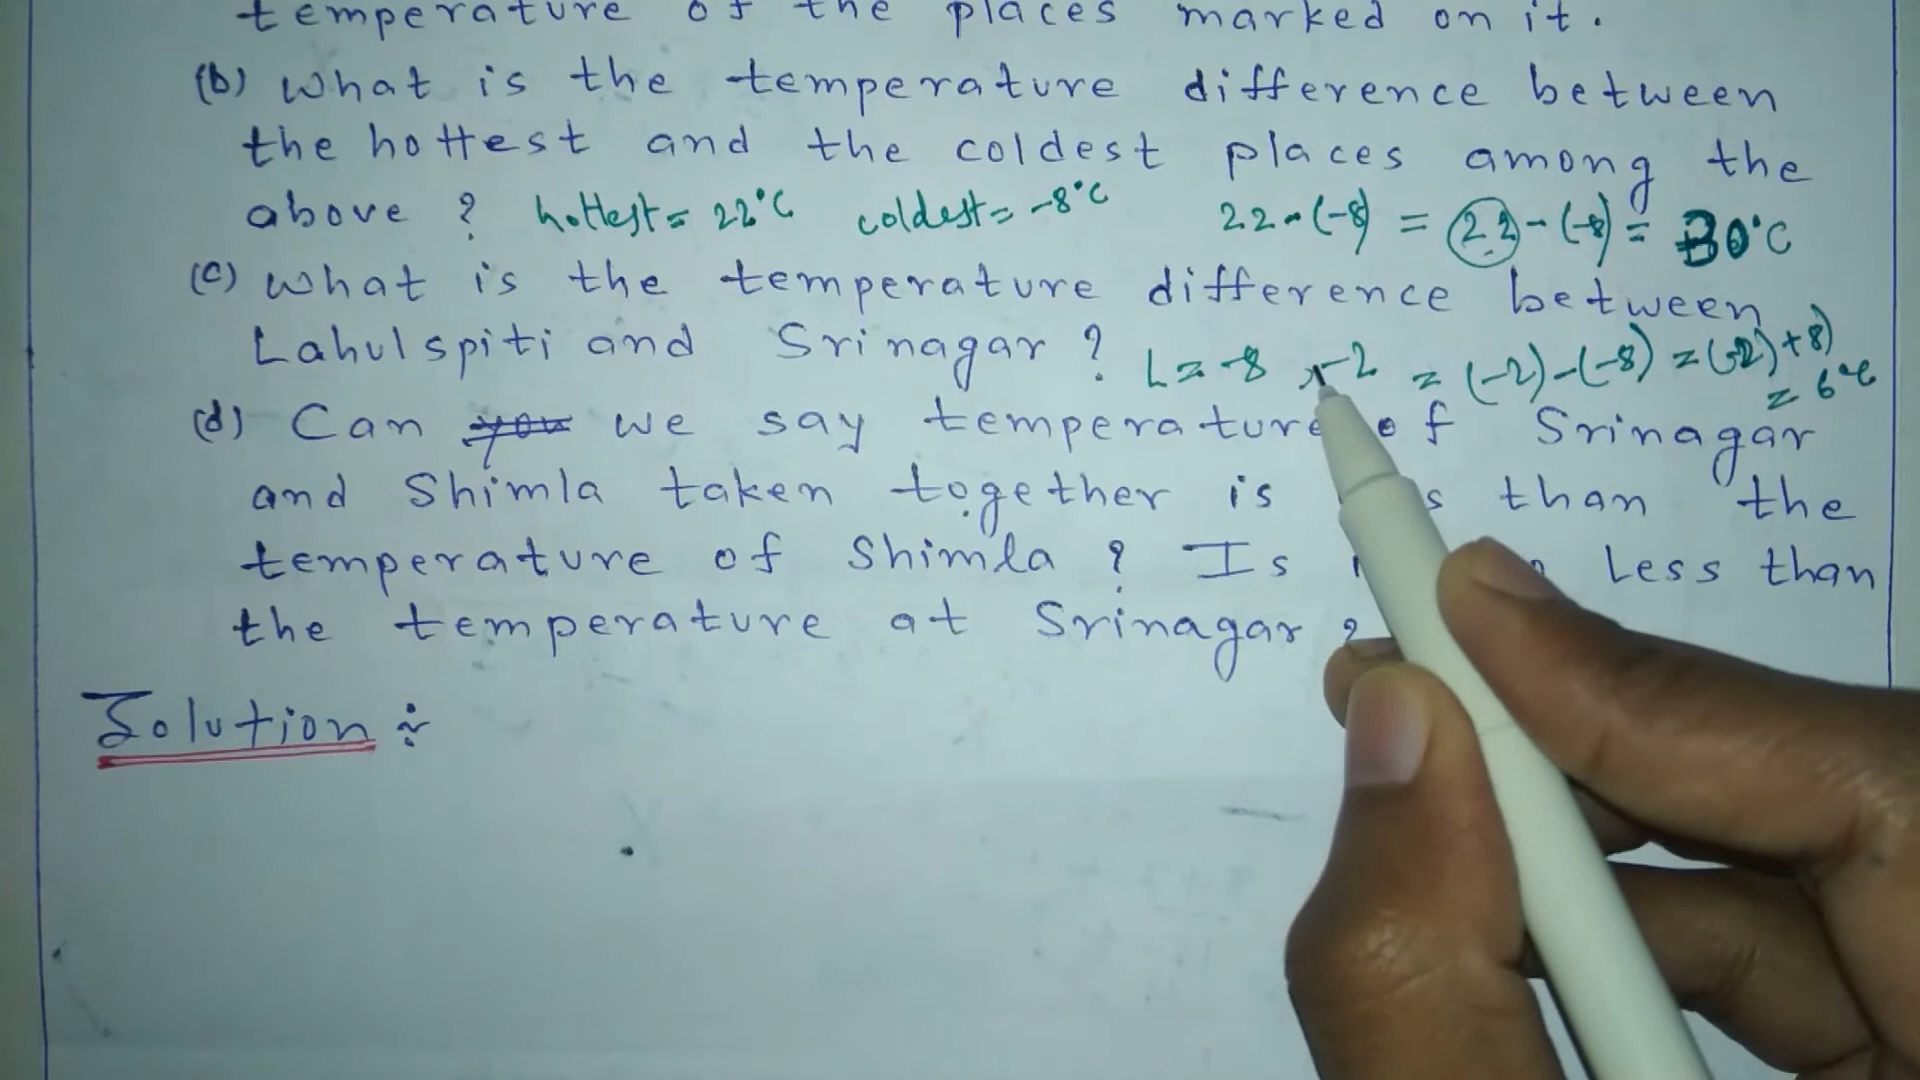 temperature of the places marked on it.
(b) What is the temperature difference between
the hottest and the coldest places among the
above ? hottest = 22°C coldest = -8°C 22 - (-8) = 22 - (-8) = 30°C
(c) What is the temperature difference between
Lahulspiti and Srinagar ? L = -8 -2 = (-2) - (-8) = (-2) + 8)
= 6°C
(d) Can you we say temperature of Srinagar
and Shimla taken together is than the
temperature of Shimla ? Is less than
the temperature at Srinagar ?
Solution :